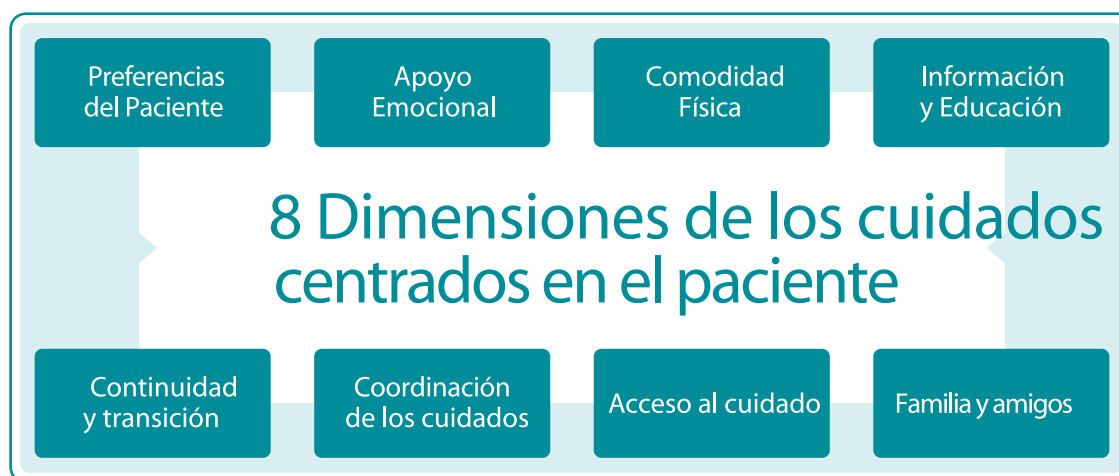 Preferencias
del Paciente
Apoyo
Emocional
Comodidad
Física
Información
y Educación
8 Dimensiones de los cuidados
centrados en el paciente
Continuidad
y transición
Coordinación
de los cuidados
Acceso al cuidado
Familia y amigos